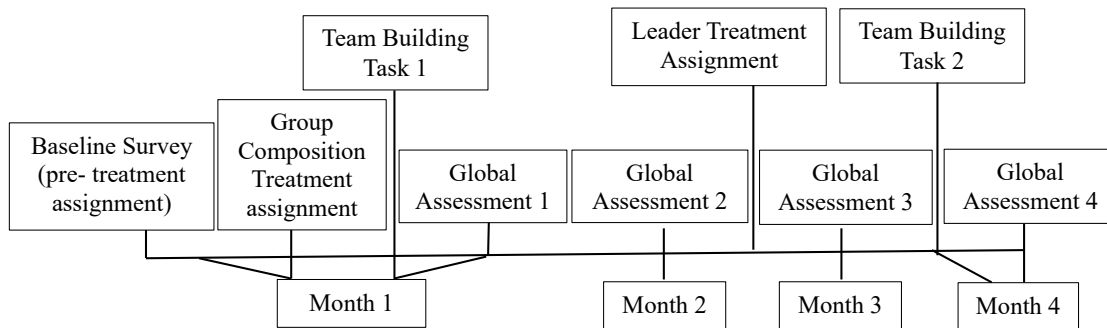 Team Building
Task 1
Leader Treatment
Assignment
Team Building
Task 2
Baseline Survey
(pre- treatment
assignment)
Group
Composition
Treatment
assignment
Global
Assessment 1
Global
Assessment 2
Global
Assessment 3
Global
Assessment 4
Month 1
Month 2
Month 3
Month 4